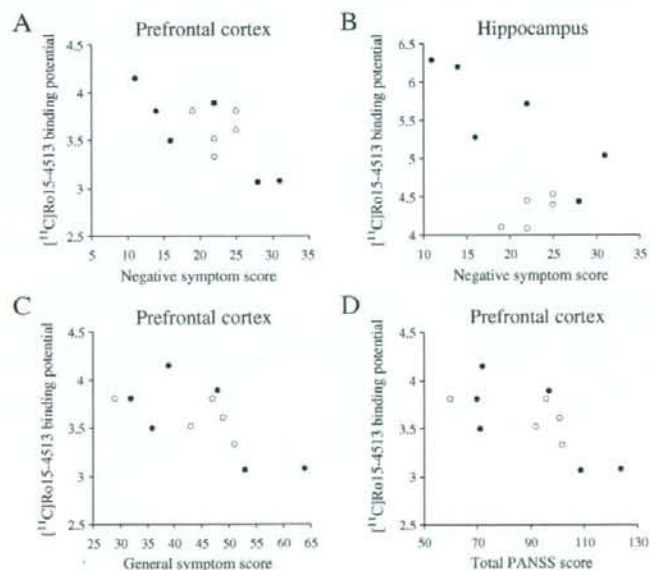 A
Prefrontal cortex
[¹¹C]Ro15-4513 binding potential
4.5
4
3.5
3
2.5
5 10 15 20 25 30 35
Negative symptom score
B
Hippocampus
[¹¹C]Ro15-4513 binding potential
6.5
6
5.5
5
4.5
4
10 15 20 25 30 35
Negative symptom score
C
Prefrontal cortex
[¹¹C]Ro15-4513 binding potential
4.5
4
3.5
3
2.5
25 30 35 40 45 50 55 60 65
General symptom score
D
Prefrontal cortex
[¹¹C]Ro15-4513 binding potential
4.5
4
3.5
3
2.5
50 70 90 110 130
Total PANSS score